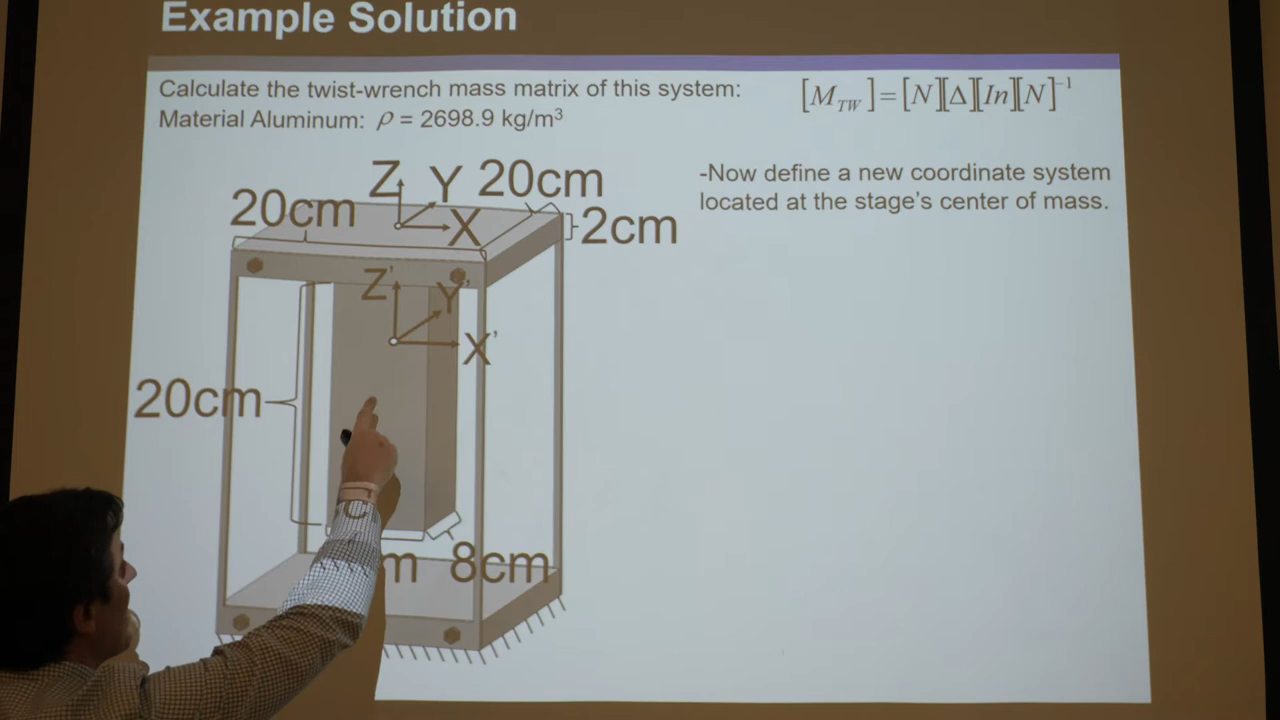 Example Solution
Calculate the twist-wrench mass matrix of this system:
Material Aluminum: ρ = 2698.9 kg/m³
[M_TW]=[N][Δ][In][N]⁻¹
-Now define a new coordinate system
located at the stage's center of mass.
Z Y 20cm
20cm X 2cm
Z' Y'
X'
20cm
m 8cm